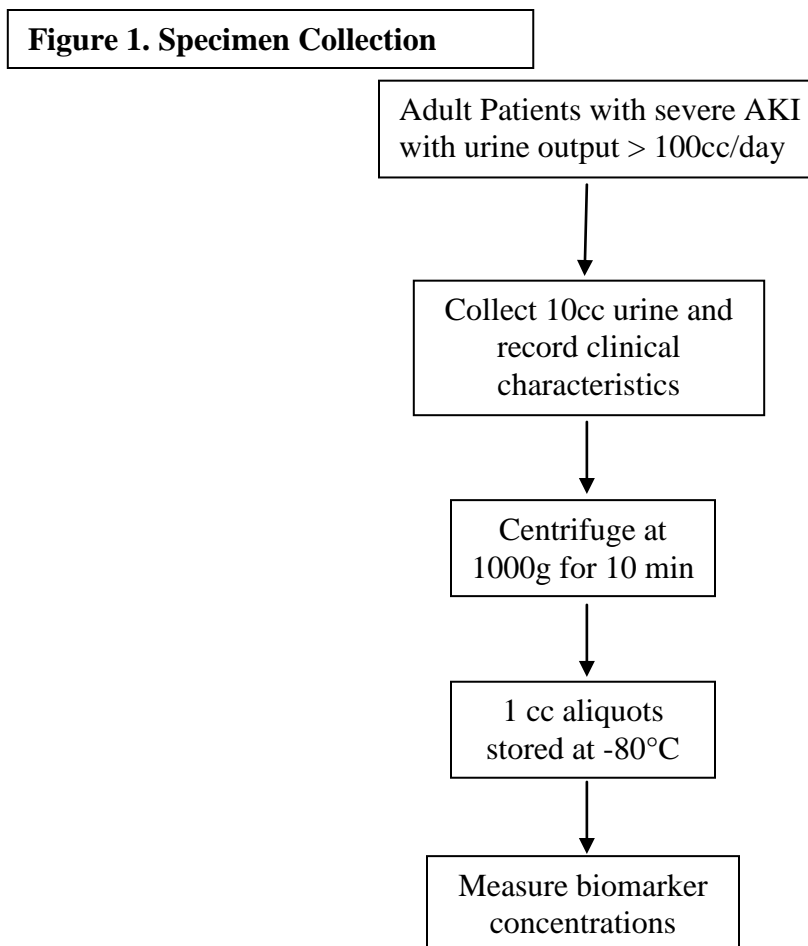 Figure 1. Specimen Collection
Adult Patients with severe AKI
with urine output > 100cc/day
Collect 10cc urine and
record clinical
characteristics
Centrifuge at
1000g for 10 min
1 cc aliquots
stored at -80°C
Measure biomarker
concentrations